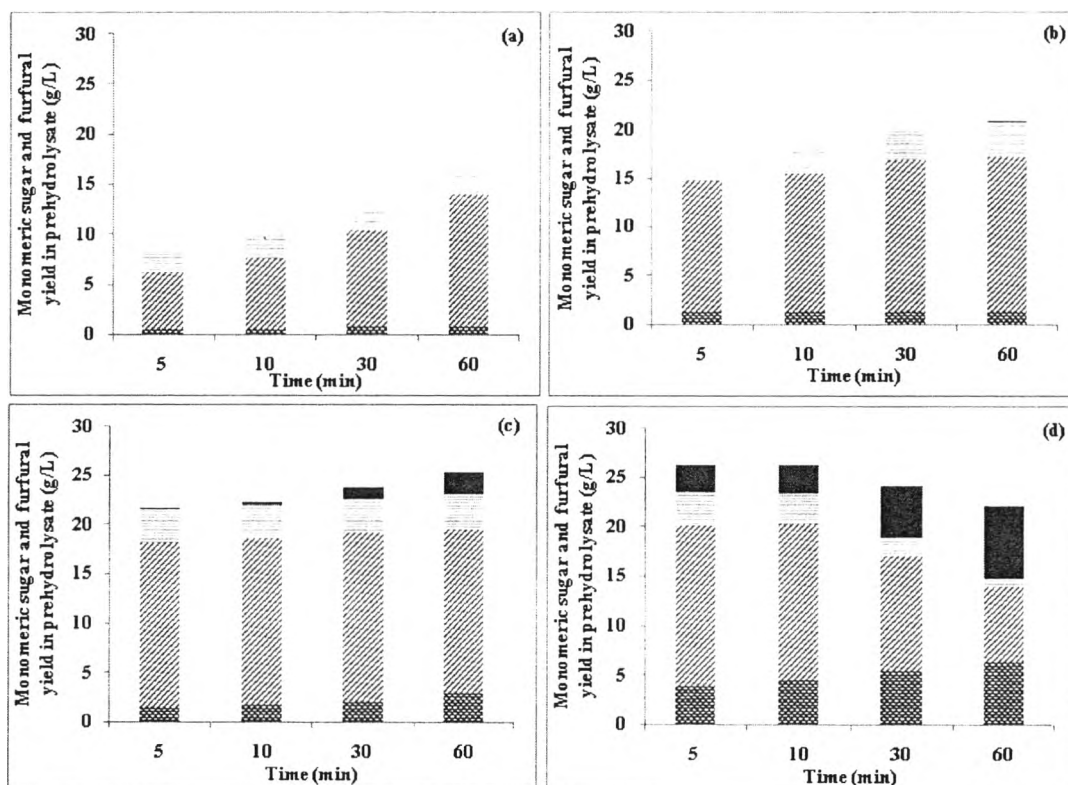 (a)
Monomeric sugar and furfural
yield in prehydrolysate (g/L)
30
25
20
15
10
5
0
5 10 30 60
Time (min)
(b)
Monomeric sugar and furfural
yield in prehydrolysate (g/L)
30
25
20
15
10
5
0
5 10 30 60
Time (min)
(c)
Monomeric sugar and furfural
yield in prehydrolysate (g/L)
30
25
20
15
10
5
0
5 10 30 60
Time (min)
(d)
Monomeric sugar and furfural
yield in prehydrolysate (g/L)
30
25
20
15
10
5
0
5 10 30 60
Time (min)